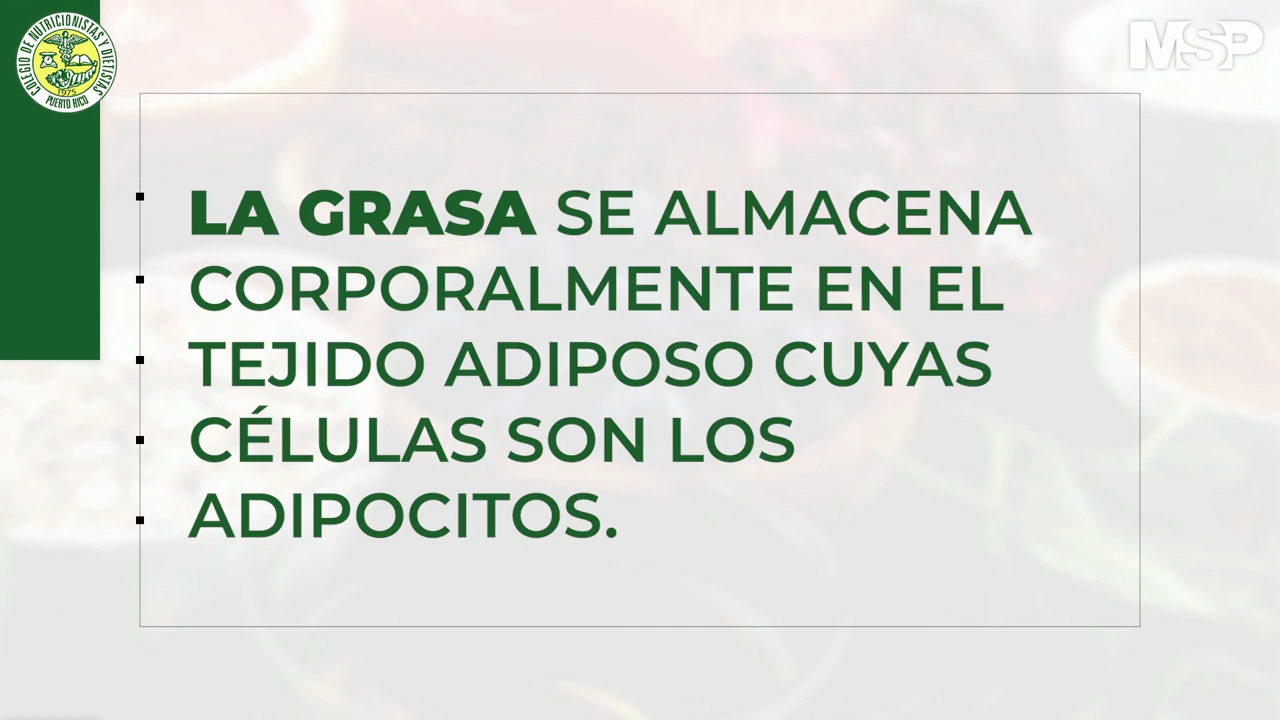 COLEGIO DE NUTRICIONISTAS Y DIETISTAS
1975
PUERTO RICO
MSP
LA GRASA SE ALMACENA
CORPORALMENTE EN EL
TEJIDO ADIPOSO CUYAS
CÉLULAS SON LOS
ADIPOCITOS.